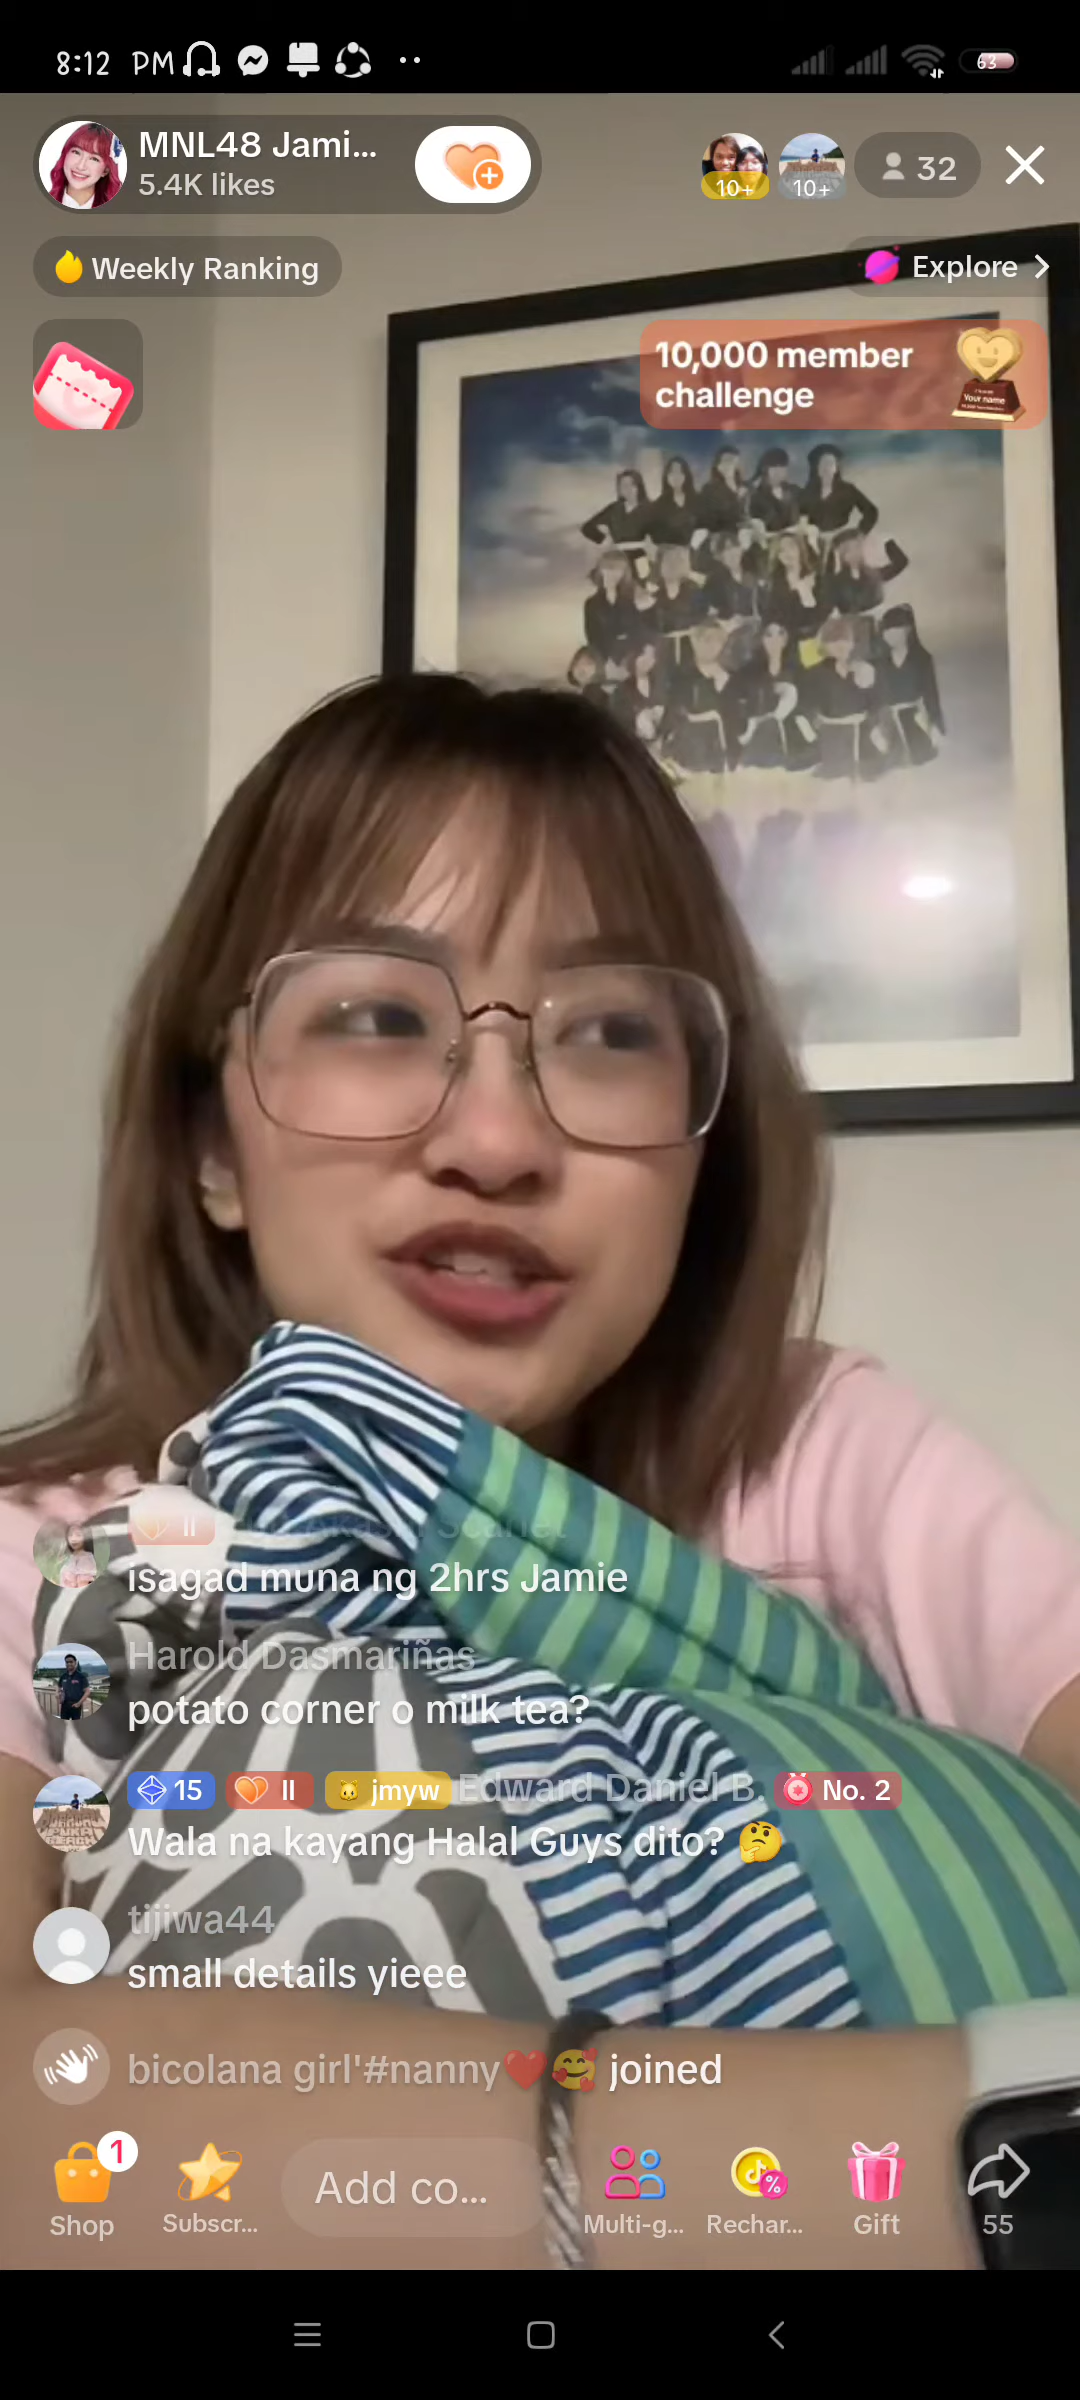 8:12 PM
63
MNL48 Jami...
5.4K likes
10+
10+
32
Weekly Ranking
Explore
10,000 member
challenge
Your name
II
isagad muna ng 2hrs Jamie
Harold Dasmariñas
potato corner o milk tea?
15 II jmyw Edward Daniel B. No. 2
Wala na kayang Halal Guys dito? 🤔
tijiwa44
small details yieee
bicolana girl'#nanny❤️🥰 joined
1
Add co...
Shop
Subscr...
Multi-g...
Rechar...
Gift
55